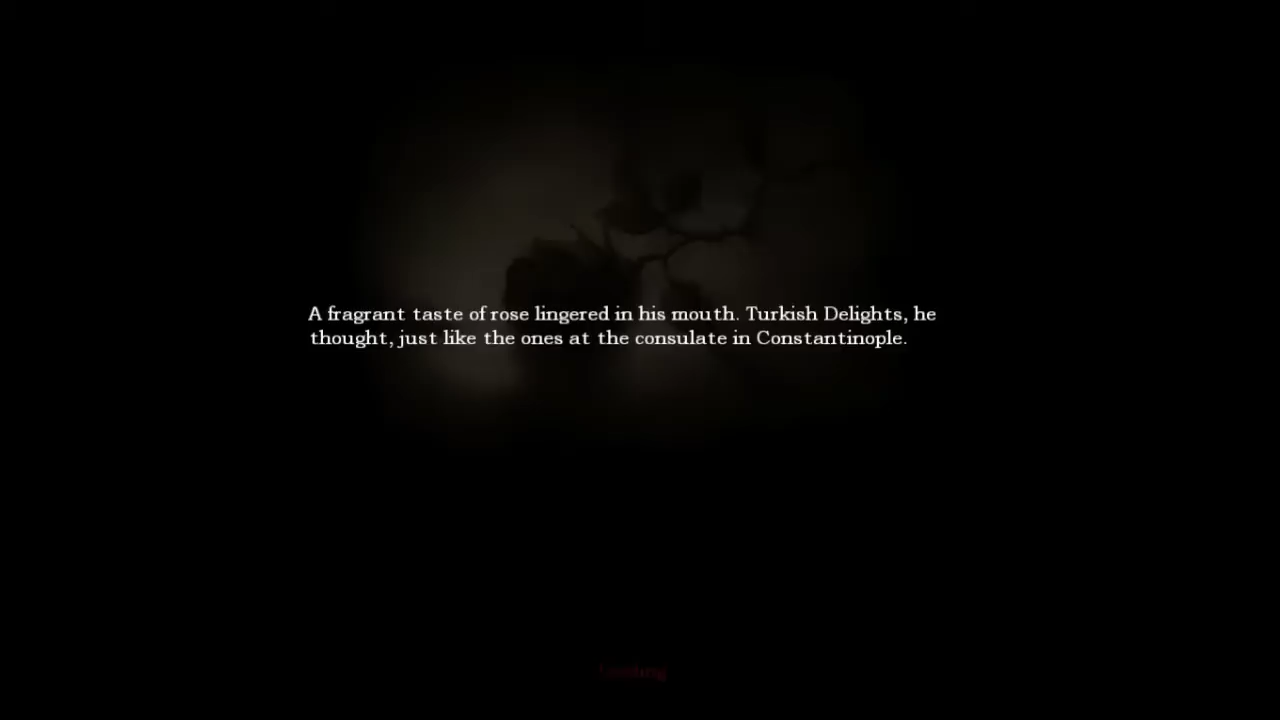 A fragrant taste of rose lingered in his mouth. Turkish Delights, he
thought, just like the ones at the consulate in Constantinople.
Loading